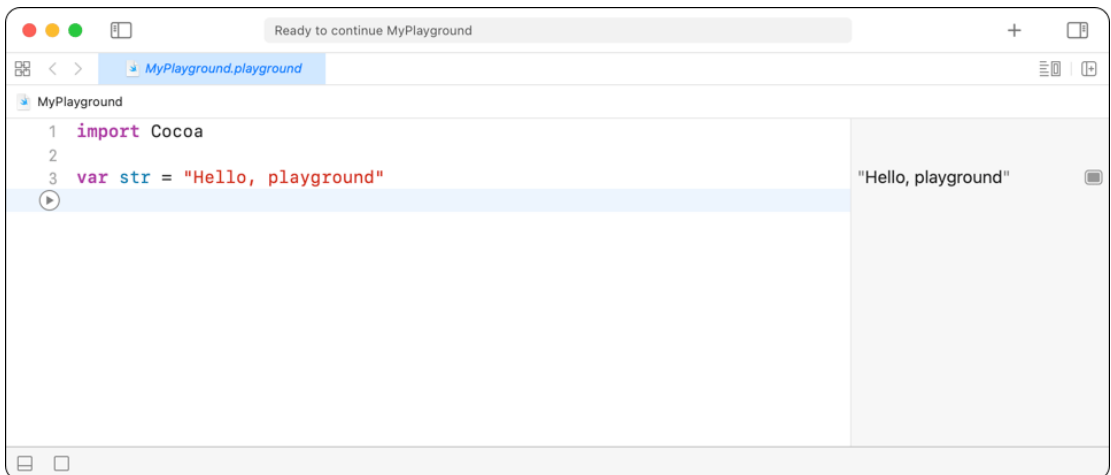 Ready to continue MyPlayground
MyPlayground.playground
MyPlayground
1 import Cocoa
2
3 var str = "Hello, playground"
"Hello, playground"